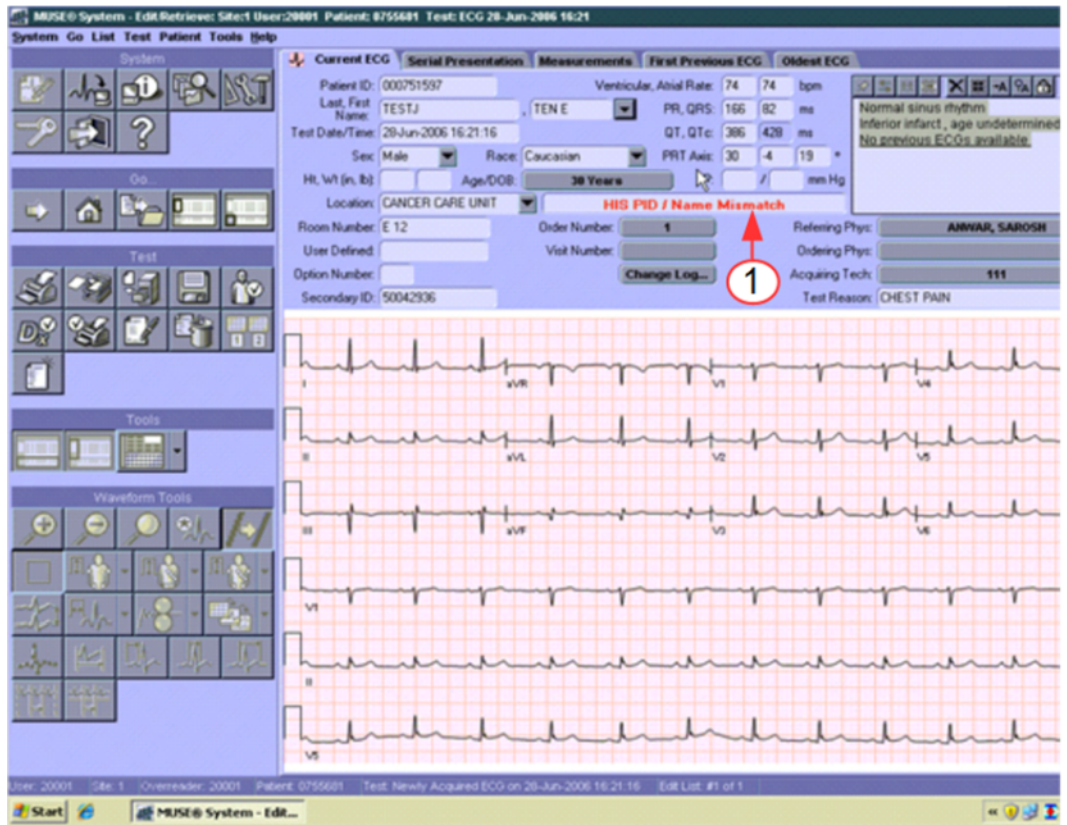 MUSE® System - Edit/Retrieve: Site:1 User:20001 Patient: 0755601 Test: ECG 28-Jun-2006 16:21
System Go List Test Patient Tools Help
System
Go...
Test
Tools
Waveform Tools
Current ECG Serial Presentation Measurements First Previous ECG Oldest ECG
Patient ID: 000751597 Ventricular, Atrial Rate: 74 74 bpm
Last, First Name: TESTJ , TEN E PR, QRS: 166 82 ms
Test Date/Time: 28-Jun-2006 16:21:16 QT, QTc: 386 428 ms
Sex: Male Race: Caucasian PRT Axis: 30 -4 19 °
Ht, Wt (in, lb): Age/DOB: 30 Years / mm Hg
Location: CANCER CARE UNIT HIS PID / Name Mismatch
Room Number: E 12 Order Number: 1 Referring Phys: ANWAR, SAROSH
User Defined: Visit Number: Ordering Phys:
Option Number: Change Log... Acquiring Tech: 111
Secondary ID: 50042936 Test Reason: CHEST PAIN
Normal sinus rhythm
Inferior infarct , age undetermined
No previous ECGs available.
1
I aVR V1 V4
II aVL V2 V5
III aVF V3 V6
V1
II
V5
User: 20001 Site: 1 Overreader: 20001 Patient: 0755601 Test: Newly Acquired ECG on 28-Jun-2006 16:21:16 Edit List: #1 of 1
Start MUSE® System - Edit...